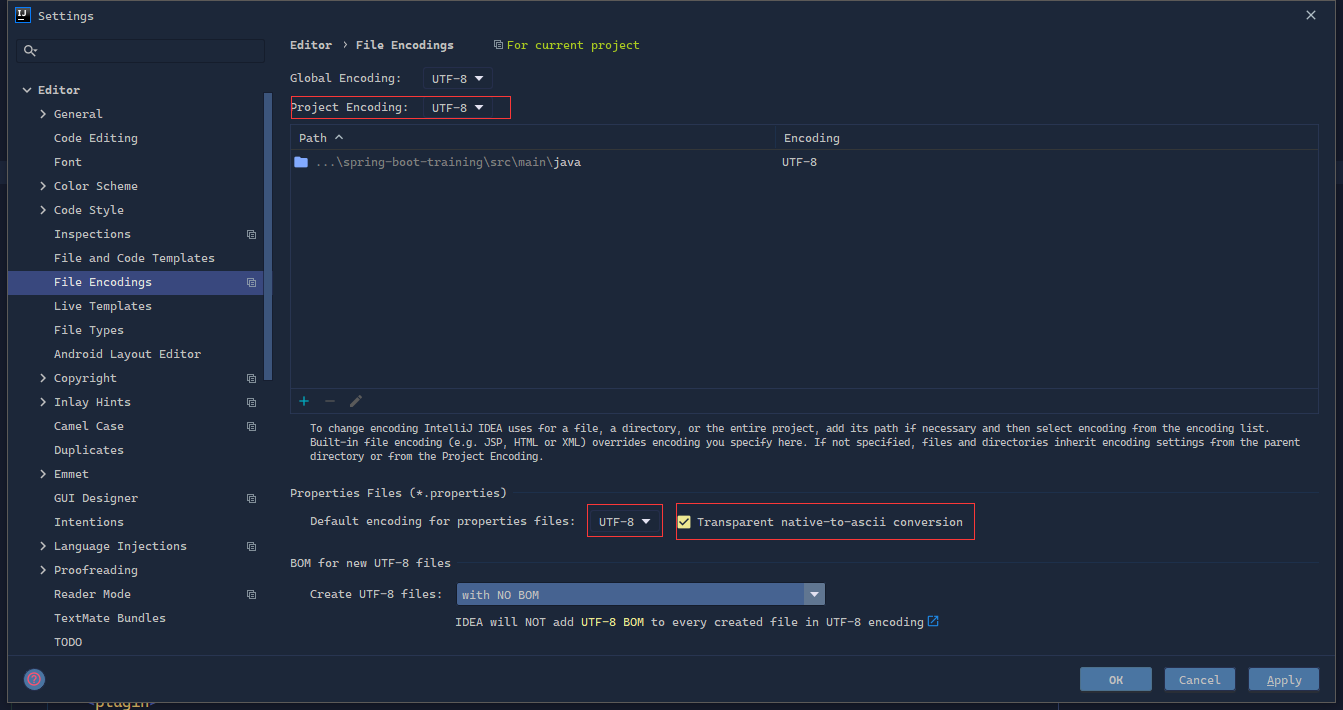 IJ
Settings
Editor
General
Code Editing
Font
Color Scheme
Code Style
Inspections
File and Code Templates
File Encodings
Live Templates
File Types
Android Layout Editor
Copyright
Inlay Hints
Camel Case
Duplicates
Emmet
GUI Designer
Intentions
Language Injections
Proofreading
Reader Mode
TextMate Bundles
TODO
Editor › File Encodings For current project
Global Encoding: UTF-8
Project Encoding: UTF-8
Path Encoding
...\spring-boot-training\src\main\java UTF-8
To change encoding IntelliJ IDEA uses for a file, a directory, or the entire project, add its path if necessary and then select encoding from the encoding list.
Built-in file encoding (e.g. JSP, HTML or XML) overrides encoding you specify here. If not specified, files and directories inherit encoding settings from the parent
directory or from the Project Encoding.
Properties Files (*.properties)
Default encoding for properties files: UTF-8 Transparent native-to-ascii conversion
BOM for new UTF-8 files
Create UTF-8 files: with NO BOM
IDEA will NOT add UTF-8 BOM to every created file in UTF-8 encoding
? OK Cancel Apply
<plugin>